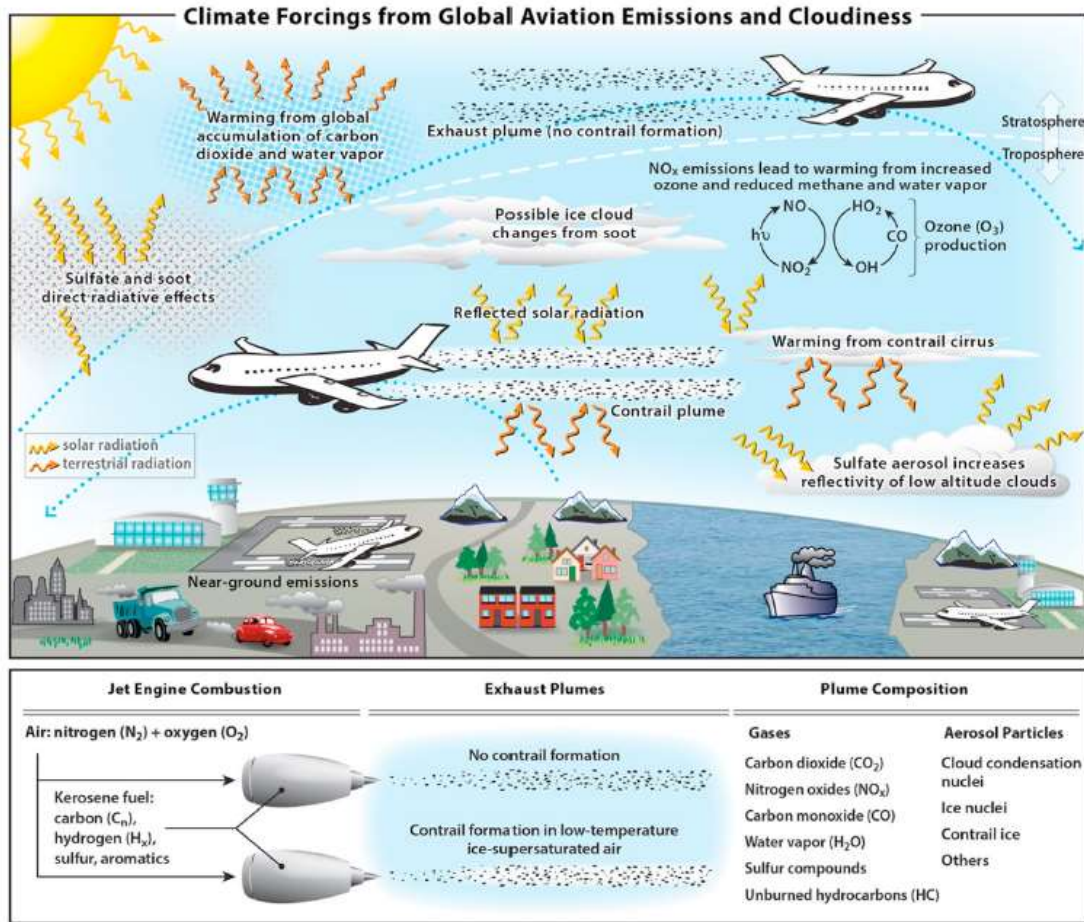 Climate Forcings from Global Aviation Emissions and Cloudiness
Warming from global
accumulation of carbon
dioxide and water vapor
Exhaust plume (no contrail formation)
Stratosphere
Troposphere
NOₓ emissions lead to warming from increased
ozone and reduced methane and water vapor
NO
HO₂
hυ
CO
NO₂
OH
Ozone (O₃)
production
Possible ice cloud
changes from soot
Sulfate and soot
direct radiative effects
Reflected solar radiation
Warming from contrail cirrus
Contrail plume
solar radiation
terrestrial radiation
Sulfate aerosol increases
reflectivity of low altitude clouds
Near-ground emissions
Jet Engine Combustion
Air: nitrogen (N₂) + oxygen (O₂)
Kerosene fuel:
carbon (Cₙ),
hydrogen (Hₓ),
sulfur, aromatics
Exhaust Plumes
No contrail formation
Contrail formation in low-temperature
ice-supersaturated air
Plume Composition
Gases
Carbon dioxide (CO₂)
Nitrogen oxides (NOₓ)
Carbon monoxide (CO)
Water vapor (H₂O)
Sulfur compounds
Unburned hydrocarbons (HC)
Aerosol Particles
Cloud condensation
nuclei
Ice nuclei
Contrail ice
Others